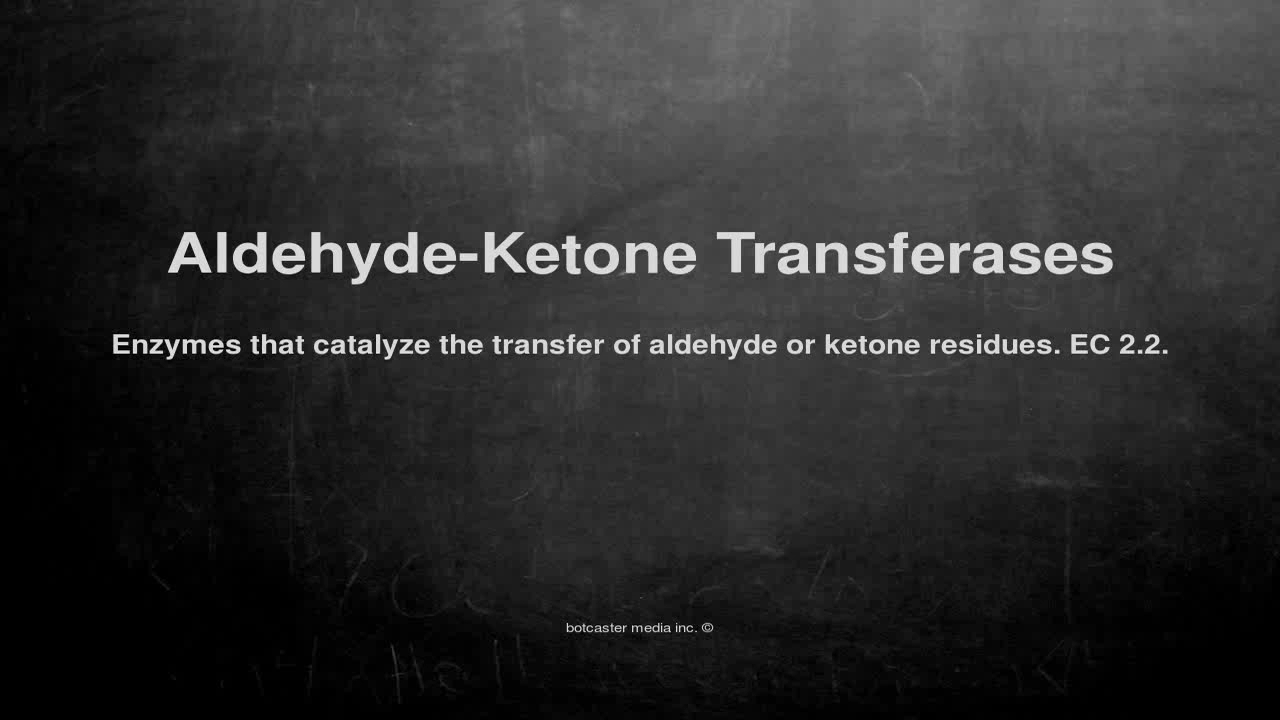 Aldehyde-Ketone Transferases
Enzymes that catalyze the transfer of aldehyde or ketone residues. EC 2.2.
botcaster media inc. ©